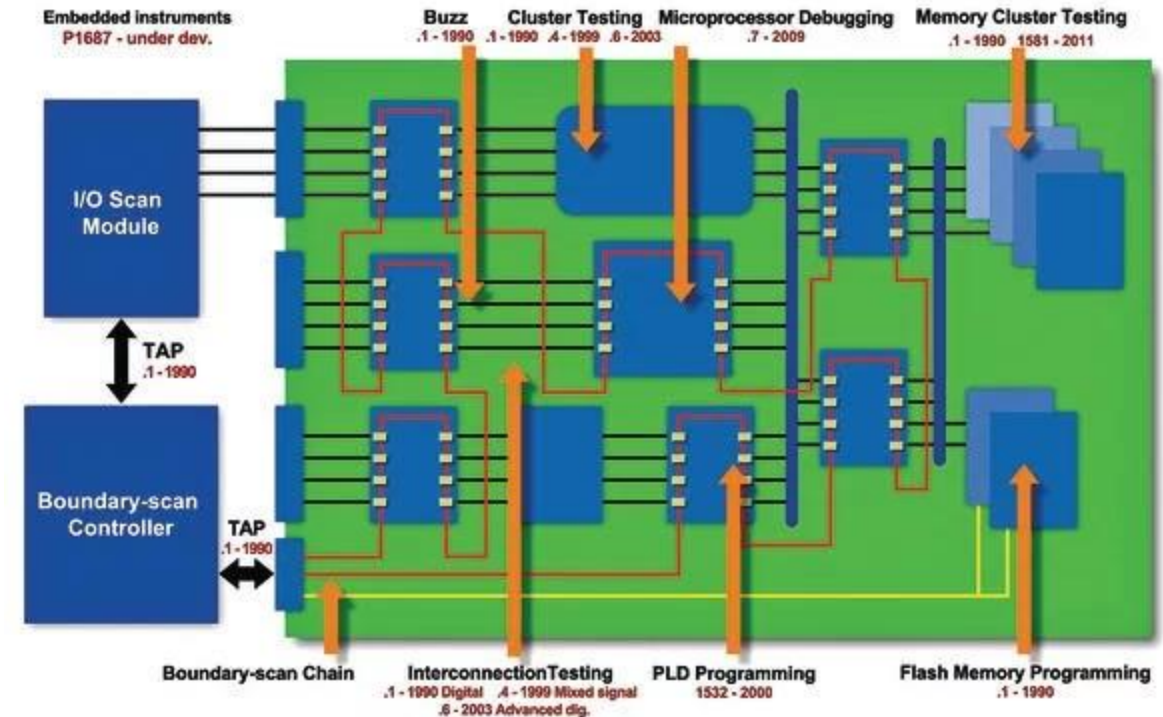 Embedded instruments
P1687 - under dev.
Buzz
.1 - 1990
Cluster Testing
.1 - 1990 .4 - 1999 .6 - 2003
Microprocessor Debugging
.7 - 2009
Memory Cluster Testing
.1 - 1990 1581 - 2011
I/O Scan
Module
TAP
.1 - 1990
Boundary-scan
Controller
TAP
.1 - 1990
Boundary-scan Chain
InterconnectionTesting
.1 - 1990 Digital .4 - 1999 Mixed signal
.6 - 2003 Advanced dig.
PLD Programming
1532 - 2000
Flash Memory Programming
.1 - 1990